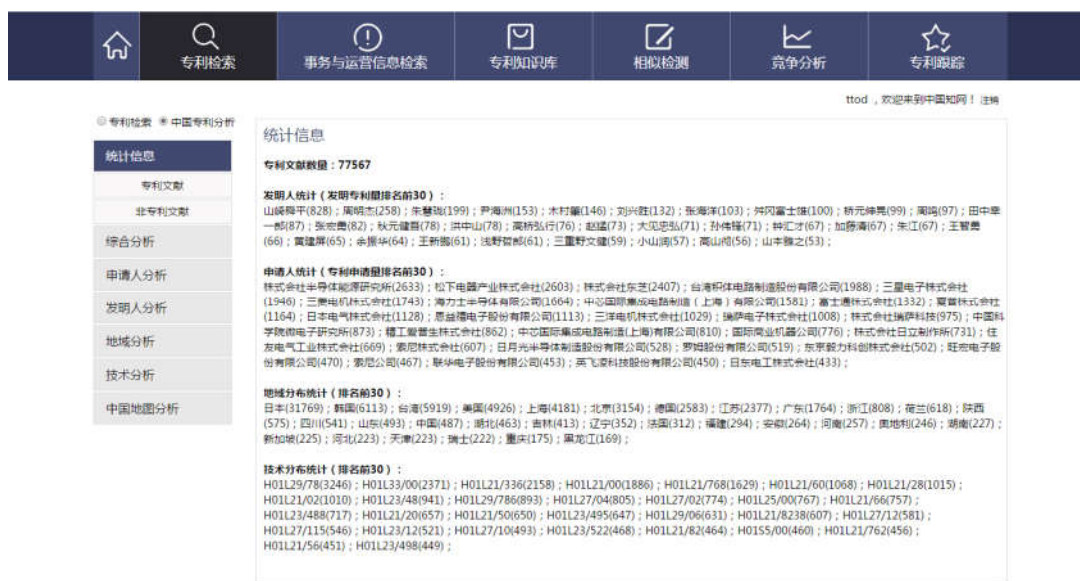 专利检索
事务与运营信息检索
专利知识库
相似检测
竞争分析
专利跟踪
ttod ，欢迎来到中国知网！ 注销
专利检索 中国专利分析
统计信息
专利文献
非专利文献
综合分析
申请人分析
发明人分析
地域分析
技术分析
中国地图分析
统计信息
专利文献数量：77567
发明人统计（发明专利量排名前30）：
山崎舜平(828)；周明杰(258)；朱慧珑(199)；尹海洲(153)；木村肇(146)；刘兴胜(132)；张海洋(103)；舛冈富士雄(100)；桥元伸晃(99)；周鸣(97)；田中幸
一郎(87)；张宏勇(82)；秋元健吾(78)；洪中山(78)；高桥弘行(76)；赵猛(73)；大见忠弘(71)；孙伟锋(71)；钟汇才(67)；加藤清(67)；朱江(67)；王智勇
(66)；黄建屏(65)；余振华(64)；王新鹏(61)；浅野哲郎(61)；三重野文健(59)；小山润(57)；高山彻(56)；山本雅之(53)；
申请人统计（专利申请量排名前30）：
株式会社半导体能源研究所(2633)；松下电器产业株式会社(2603)；株式会社东芝(2407)；台湾积体电路制造股份有限公司(1988)；三星电子株式会社
(1946)；三菱电机株式会社(1743)；海力士半导体有限公司(1664)；中芯国际集成电路制造（上海）有限公司(1581)；富士通株式会社(1332)；夏普株式会社
(1164)；日本电气株式会社(1128)；恩益禧电子股份有限公司(1113)；三洋电机株式会社(1029)；瑞萨电子株式会社(1008)；株式会社瑞萨科技(975)；中国科
学院微电子研究所(873)；精工爱普生株式会社(862)；中芯国际集成电路制造(上海)有限公司(810)；国际商业机器公司(776)；株式会社日立制作所(731)；住
友电气工业株式会社(669)；索尼株式会社(607)；日月光半导体制造股份有限公司(528)；罗姆股份有限公司(519)；东京毅力科创株式会社(502)；旺宏电子股
份有限公司(470)；索尼公司(467)；联华电子股份有限公司(453)；英飞凌科技股份有限公司(450)；日东电工株式会社(433)；
地域分布统计（排名前30）：
日本(31769)；韩国(6113)；台湾(5919)；美国(4926)；上海(4181)；北京(3154)；德国(2583)；江苏(2377)；广东(1764)；浙江(808)；荷兰(618)；陕西
(575)；四川(541)；山东(493)；中国(487)；湖北(463)；吉林(413)；辽宁(352)；法国(312)；福建(294)；安徽(264)；河南(257)；奥地利(246)；湖南(227)；
新加坡(225)；河北(223)；天津(223)；瑞士(222)；重庆(175)；黑龙江(169)；
技术分布统计（排名前30）：
H01L29/78(3246)；H01L33/00(2371)；H01L21/336(2158)；H01L21/00(1886)；H01L21/768(1629)；H01L21/60(1068)；H01L21/28(1015)；
H01L21/02(1010)；H01L23/48(941)；H01L29/786(893)；H01L27/04(805)；H01L27/02(774)；H01L25/00(767)；H01L21/66(757)；
H01L23/488(717)；H01L21/20(657)；H01L21/50(650)；H01L23/495(647)；H01L29/06(631)；H01L21/8238(607)；H01L27/12(581)；
H01L27/115(546)；H01L23/12(521)；H01L27/10(493)；H01L23/522(468)；H01L21/82(464)；H01S5/00(460)；H01L21/762(456)；
H01L21/56(451)；H01L23/498(449)；